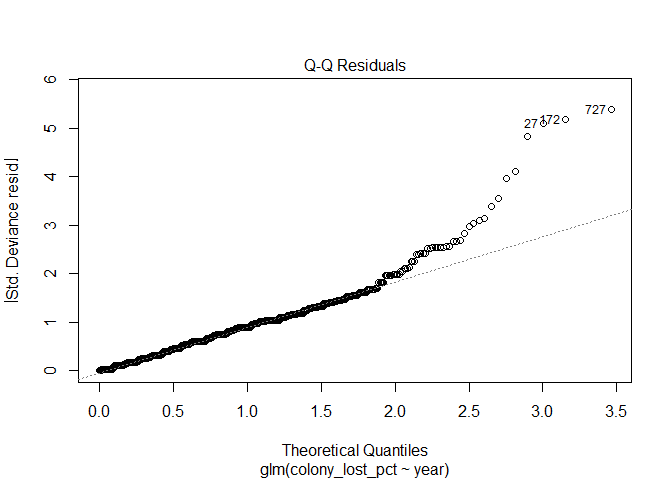 Q-Q Residuals
|Std. Deviance resid.|
6
5
4
3
2
1
0
27
172
727
0.0 0.5 1.0 1.5 2.0 2.5 3.0 3.5
Theoretical Quantiles
glm(colony_lost_pct ~ year)